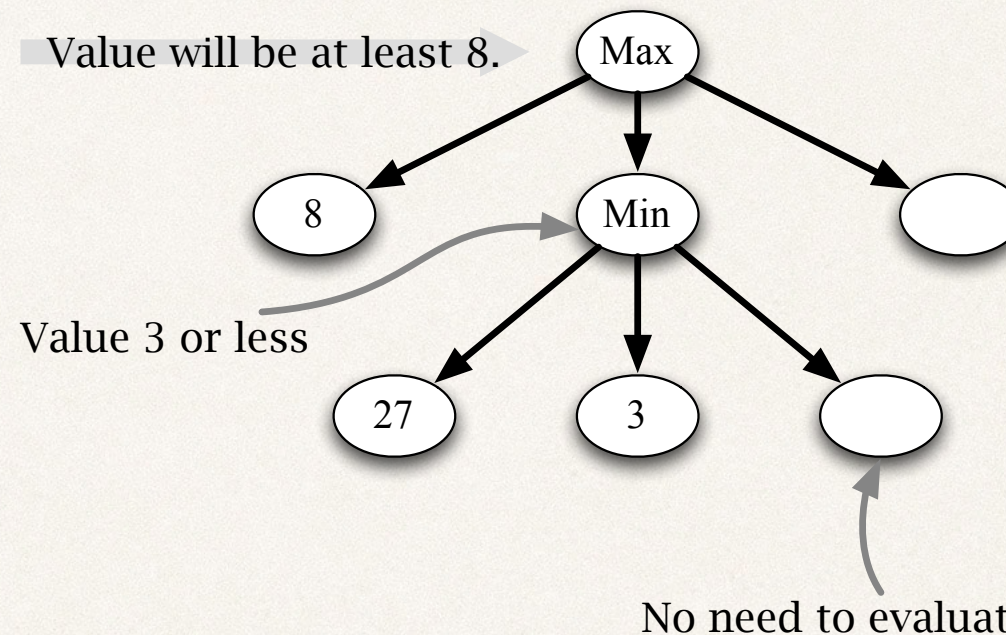 Value will be at least 8.
Max
8
Min
Value 3 or less
27
3
No need to evaluat